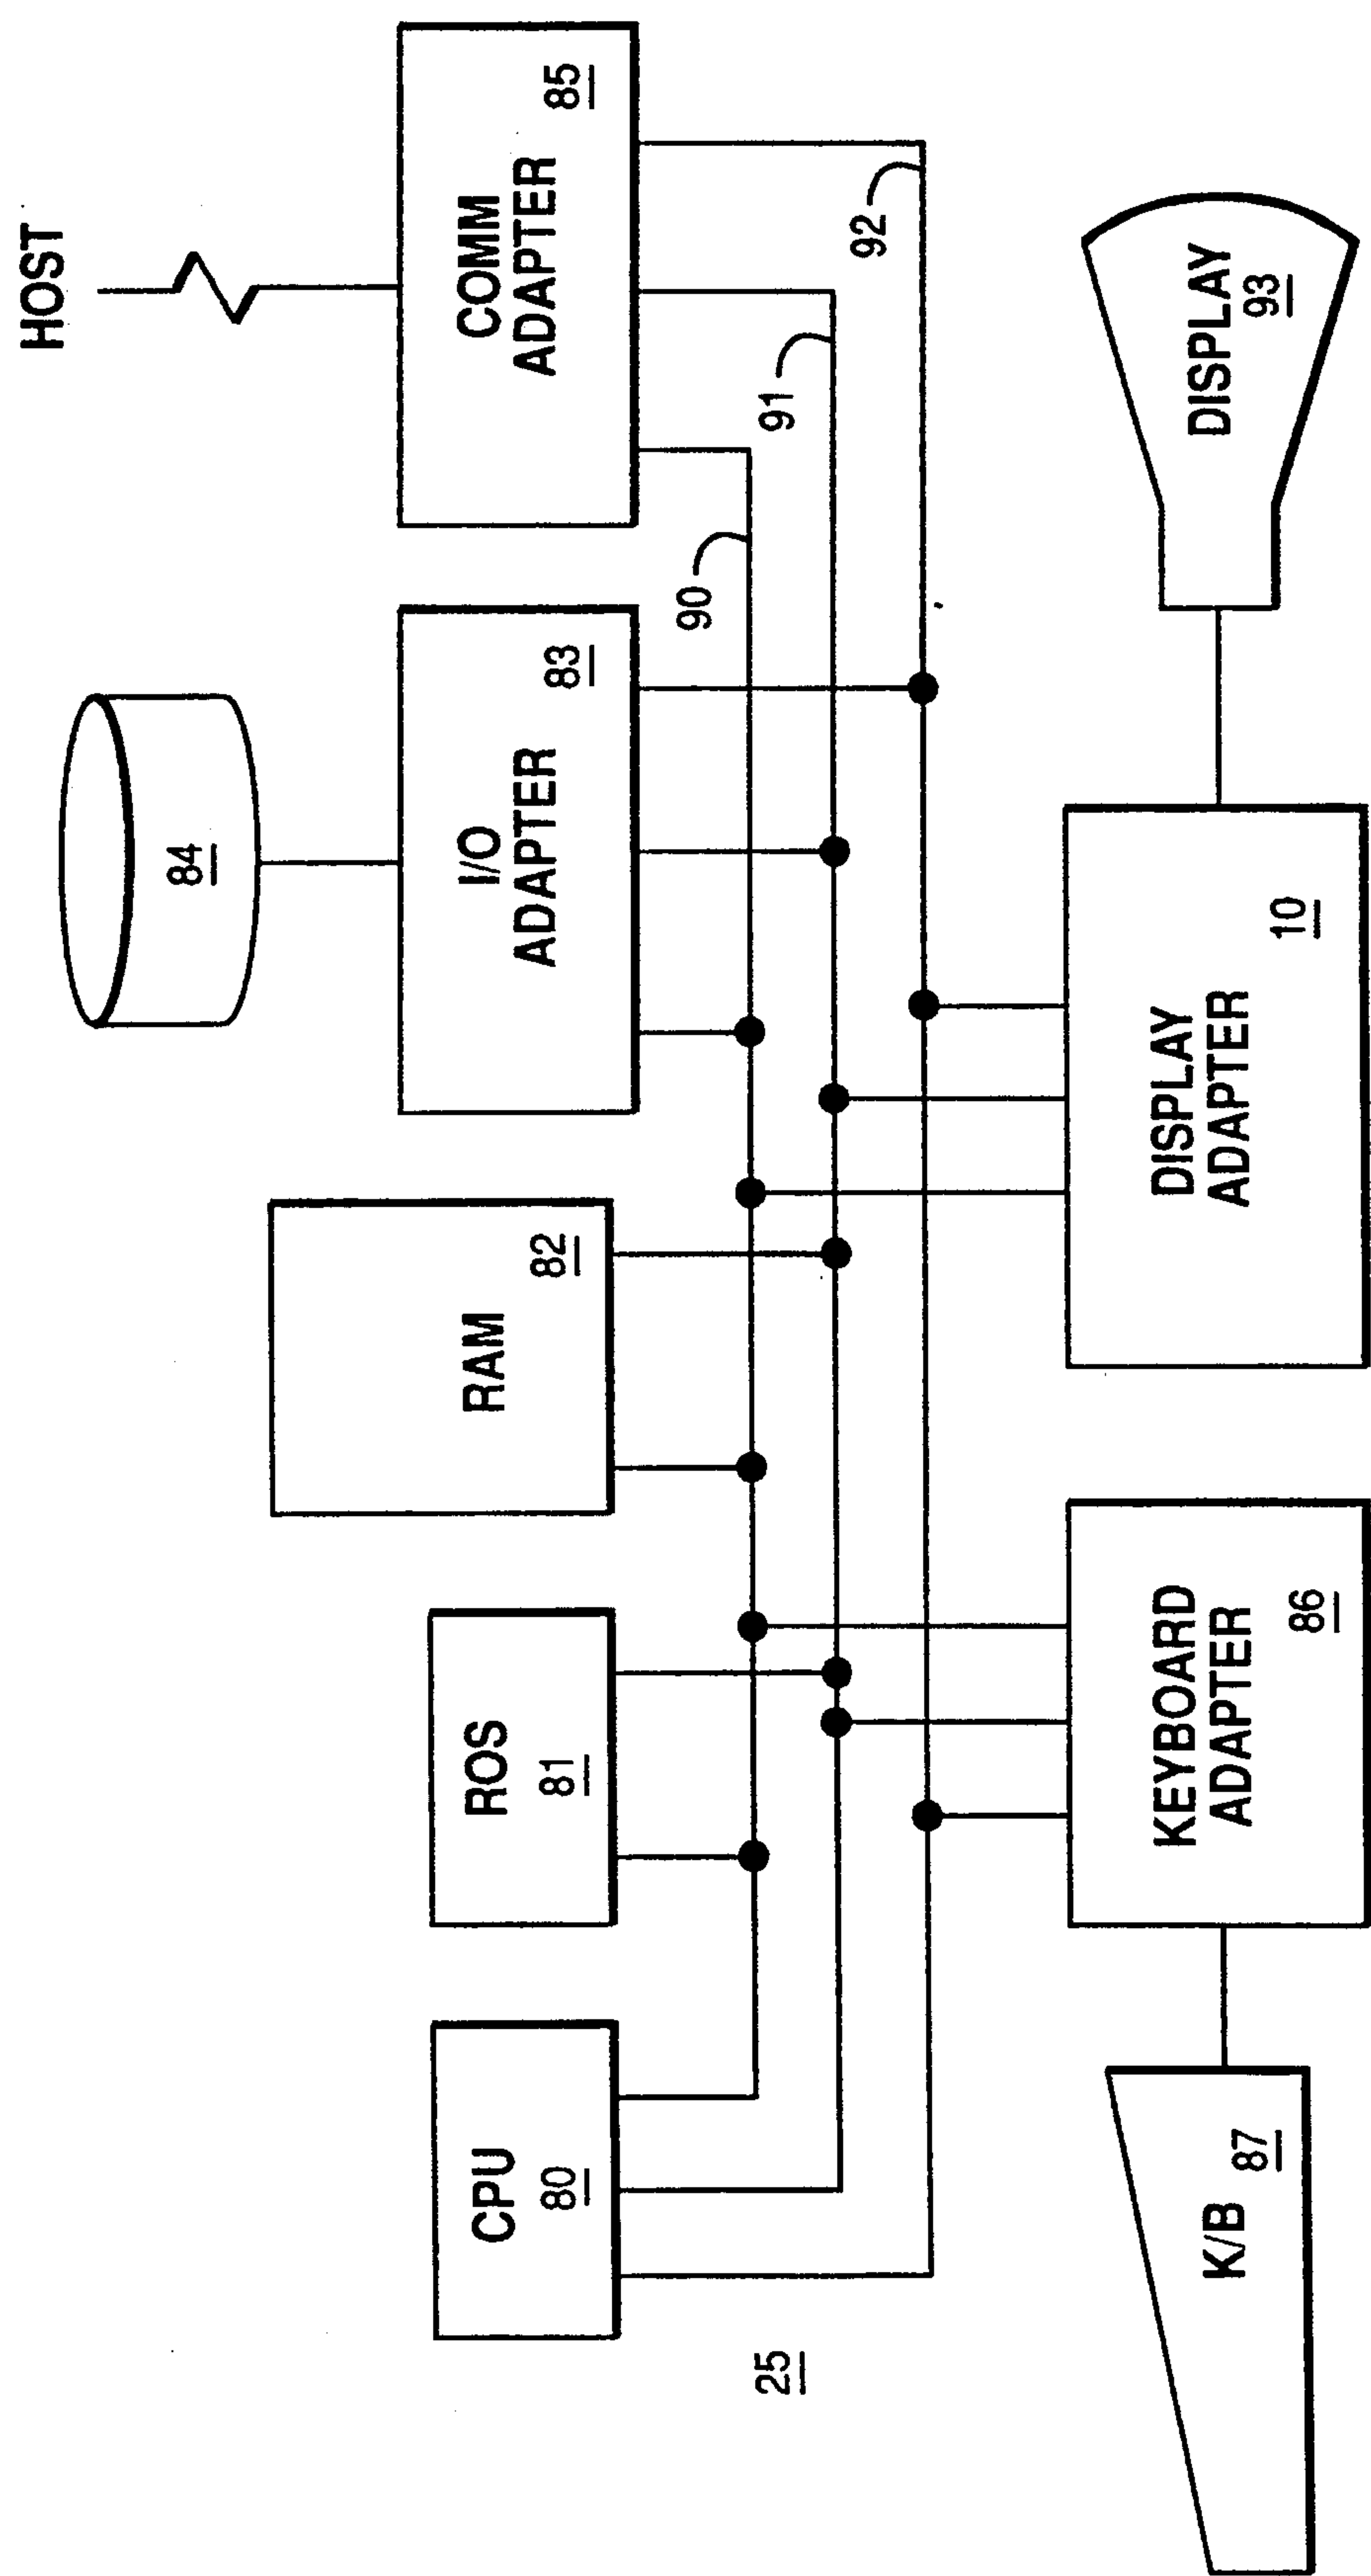 HOST
84
CPU
80
ROS
81
RAM
82
I/O
ADAPTER
83
COMM
ADAPTER
85
90
91
92
25
K/B
87
KEYBOARD
ADAPTER
86
DISPLAY
ADAPTER
10
DISPLAY
93